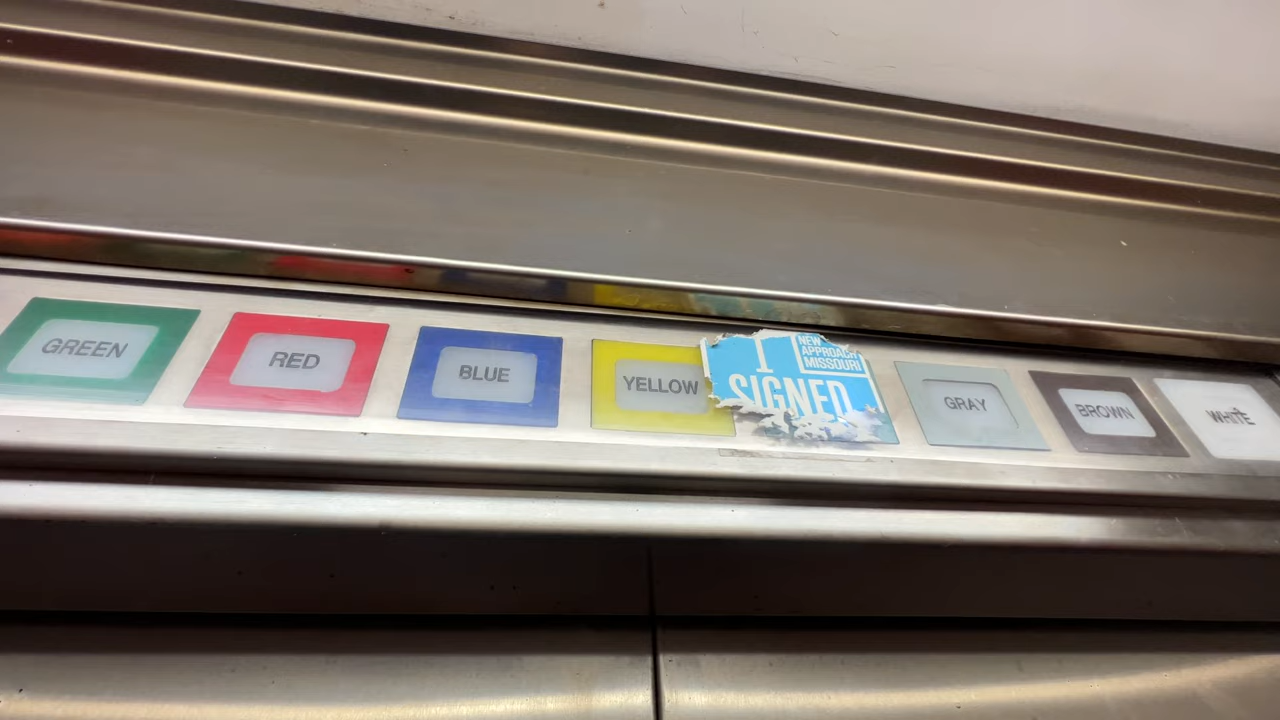 GREEN
RED
BLUE
YELLOW
I
SIGNED
NEW
APPROACH
MISSOURI
GRAY
BROWN
WHITE